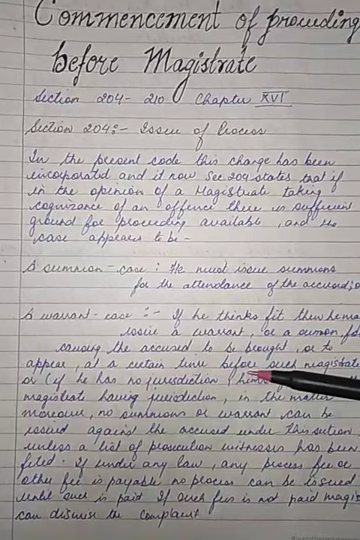 Commencement of proceeding
before Magistrate
Section 204-210 Chapter XVI
Section 204:- Issue of Process
In the present code this change has been
incorporated and it now Sec 204 states that if
in the opinion of a Magistrate taking
cognizance of an offence there is sufficient
ground for proceeding available, and the
case appears to be -
A summon-case : He must issue summons
for the attendance of the accused;
A warrant-case :- If he thinks fit then he ma
issue a warrant, or a summon fo
causing the accused to be brought, or to
appear, at a certain time before such magistrate
or (if he has no jurisdiction him
magistrate having jurisdiction, in the matter
moreover, no summons or warrant can be
issued against the accused under this section
unless a list of prosecution witnesses has been
filed. If under any law, any process fee or
other fee is payable no process can be issued
until such is paid If such fees is not paid magis
can dismiss the complaint